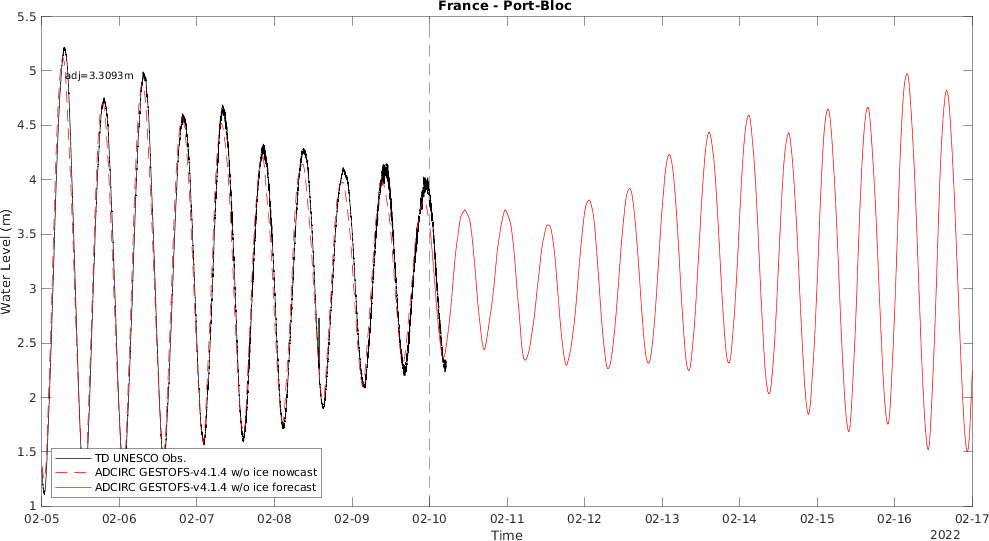 France - Port-Bloc
5.5
5
4.5
4
3.5
3
2.5
2
1.5
1
Water Level (m)
adj=3.3093m
TD UNESCO Obs.
ADCIRC GESTOFS-v4.1.4 w/o ice nowcast
ADCIRC GESTOFS-v4.1.4 w/o ice forecast
02-05 02-06 02-07 02-08 02-09 02-10 02-11 02-12 02-13 02-14 02-15 02-16 02-17
Time
2022